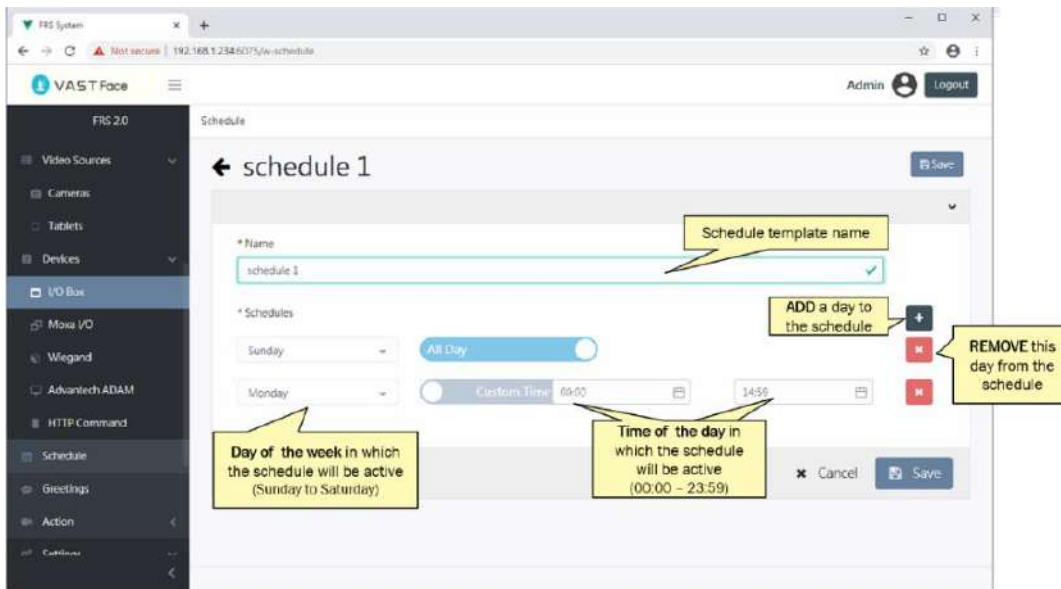 FRS System
Not secure | 192.168.1.234:6075/w-schedule
VAST Face
Admin
Logout
FRS 2.0
Schedule
Video Sources
Cameras
Tablets
Devices
I/O Box
Moxa I/O
Wiegand
Advantech ADAM
HTTP Command
Schedule
Greetings
Action
Settings
schedule 1
Save
Schedule template name
* Name
schedule 1
* Schedules
ADD a day to
the schedule
REMOVE this
day from the
schedule
Sunday
All Day
Monday
Custom Time
00:00
14:59
Day of the week in which
the schedule will be active
(Sunday to Saturday)
Time of the day in
which the schedule
will be active
(00:00 – 23:59)
Cancel
Save